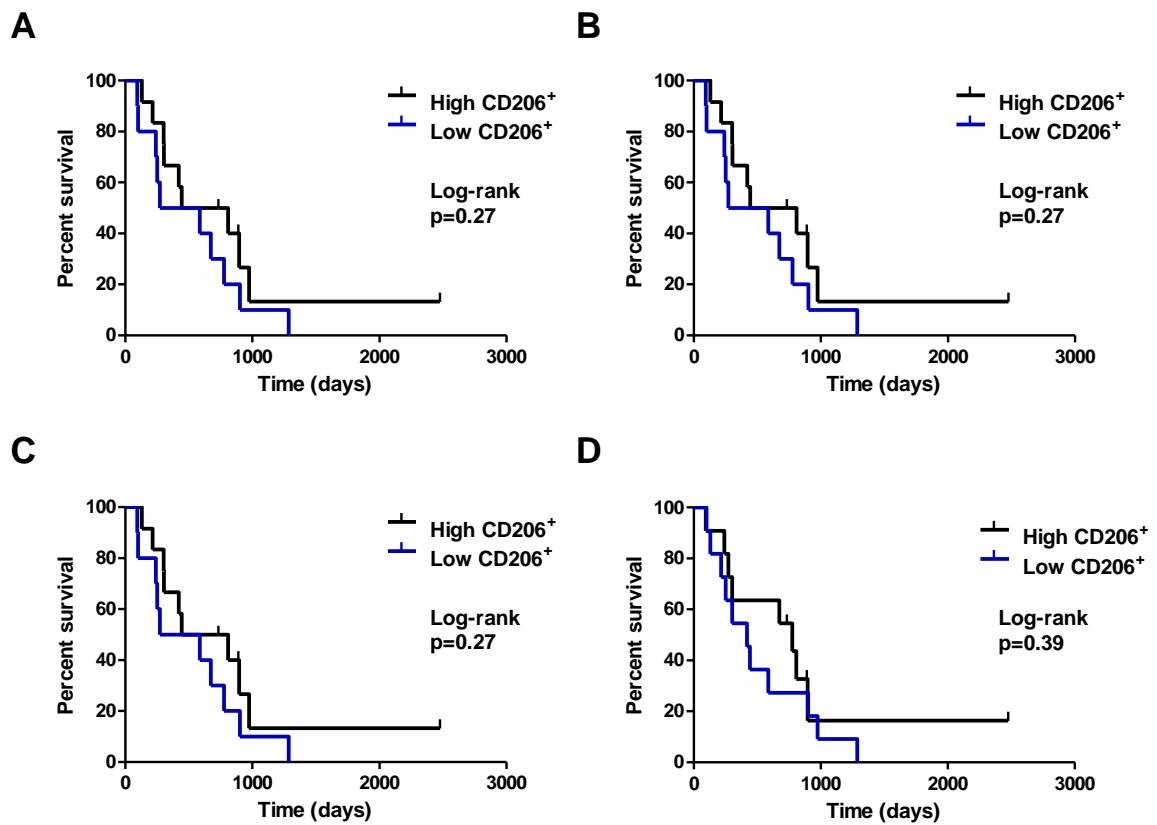 A
Percent survival
100
80
60
40
20
0
0 1000 2000 3000
Time (days)
High CD206⁺
Low CD206⁺
Log-rank
p=0.27
B
Percent survival
100
80
60
40
20
0
0 1000 2000 3000
Time (days)
High CD206⁺
Low CD206⁺
Log-rank
p=0.27
C
Percent survival
100
80
60
40
20
0
0 1000 2000 3000
Time (days)
High CD206⁺
Low CD206⁺
Log-rank
p=0.27
D
Percent survival
100
80
60
40
20
0
0 1000 2000 3000
Time (days)
High CD206⁺
Low CD206⁺
Log-rank
p=0.39